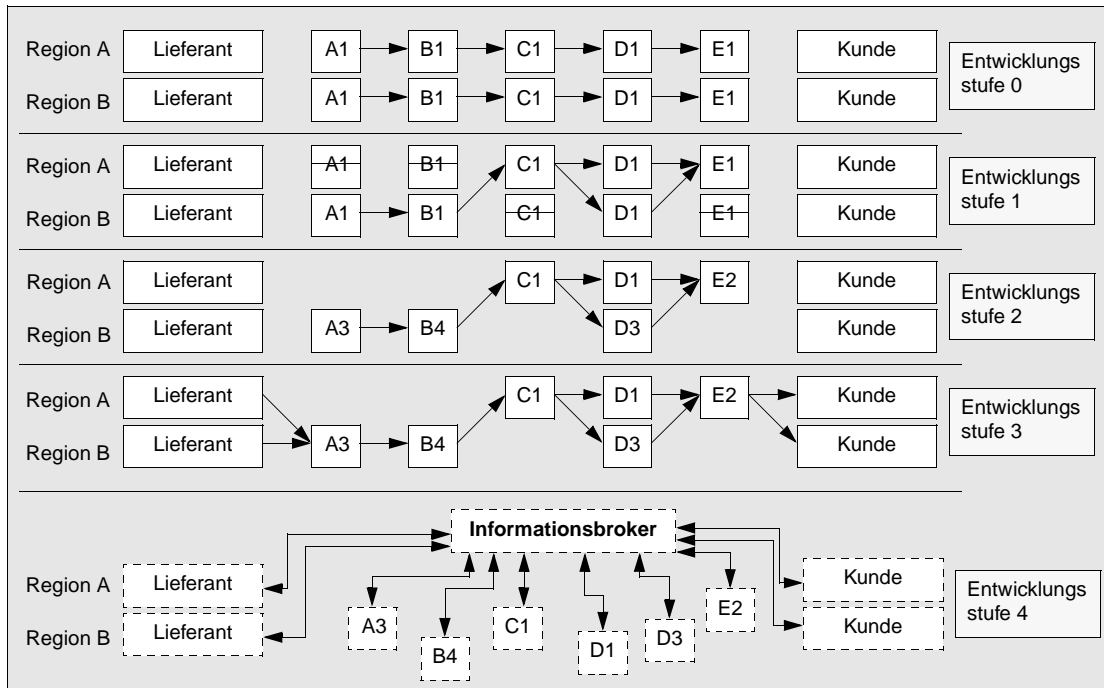 Region A Lieferant A1 B1 C1 D1 E1 Kunde
Region B Lieferant A1 B1 C1 D1 E1 Kunde
Entwicklungs
stufe 0
Region A Lieferant A1 B1 C1 D1 E1 Kunde
Region B Lieferant A1 B1 C1 D1 E1 Kunde
Entwicklungs
stufe 1
Region A Lieferant C1 D1 E2 Kunde
Region B Lieferant A3 B4 D3 Kunde
Entwicklungs
stufe 2
Region A Lieferant C1 D1 E2 Kunde
Region B Lieferant A3 B4 D3 Kunde
Entwicklungs
stufe 3
Informationsbroker
Region A Lieferant A3 C1 E2 Kunde
Region B Lieferant B4 D1 D3 Kunde
Entwicklungs
stufe 4